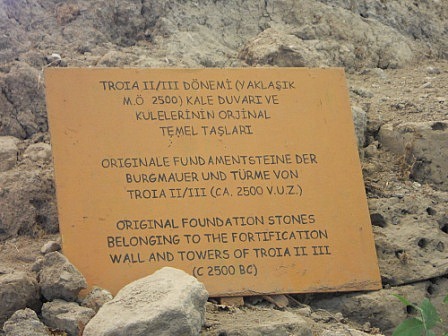 TROIA II/III DÖNEMİ (YAKLAŞIK
M.Ö 2500) KALE DUVARI VE
KULELERİNİN ORJİNAL
TEMEL TAŞLARI
ORIGINALE FUNDAMENTSTEINE DER
BURGMAUER UND TÜRME VON
TROIA II/III (CA. 2500 V.U.Z.)
ORIGINAL FOUNDATION STONES
BELONGING TO THE FORTIFICATION
WALL AND TOWERS OF TROIA II III
(C 2500 BC)